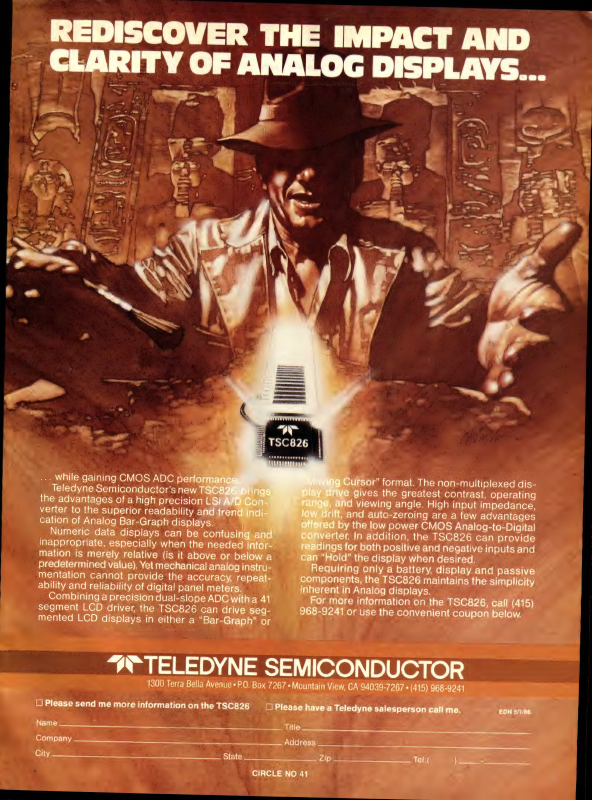 REDISCOVER THE IMPACT AND
CLARITY OF ANALOG DISPLAYS...
TSC826
. . . while gaining CMOS ADC performance.
Teledyne Semiconductor's new TSC826 brings
the advantages of a high precision LSI A/D Con-
verter to the superior readability and trend indi-
cation of Analog Bar-Graph displays.
Numeric data displays can be confusing and
inappropriate, especially when the needed infor-
mation is merely relative (is it above or below a
predetermined value). Yet mechanical analog instru-
mentation cannot provide the accuracy, repeat-
ability and reliability of digital panel meters.
Combining a precision dual-slope ADC with a 41
segment LCD driver, the TSC826 can drive seg-
mented LCD displays in either a "Bar-Graph" or
"Moving Cursor" format. The non-multiplexed dis-
play drive gives the greatest contrast, operating
range, and viewing angle. High input impedance,
low drift, and auto-zeroing are a few advantages
offered by the low power CMOS Analog-to-Digital
converter. In addition, the TSC826 can provide
readings for both positive and negative inputs and
can "Hold" the display when desired.
Requiring only a battery, display and passive
components, the TSC826 maintains the simplicity
inherent in Analog displays.
For more information on the TSC826, call (415)
968-9241 or use the convenient coupon below.
TELEDYNE SEMICONDUCTOR
1300 Terra Bella Avenue • P.O. Box 7267 • Mountain View, CA 94039-7267 • (415) 968-9241
□ Please send me more information on the TSC826 □ Please have a Teledyne salesperson call me. EDN 5/1/86
Name Title
Company Address
City State Zip Tel: ( ) -
CIRCLE NO 41